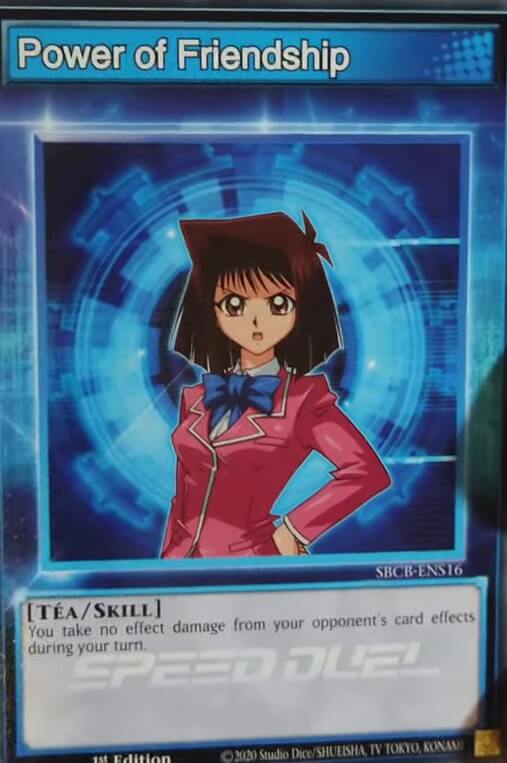 Power of Friendship
SBCB-ENS16
[TÉA/SKILL]
You take no effect damage from your opponent's card effects
during your turn.
SPEED DUEL
1st Edition
©2020 Studio Dice/SHUEISHA, TV TOKYO, KONAMI